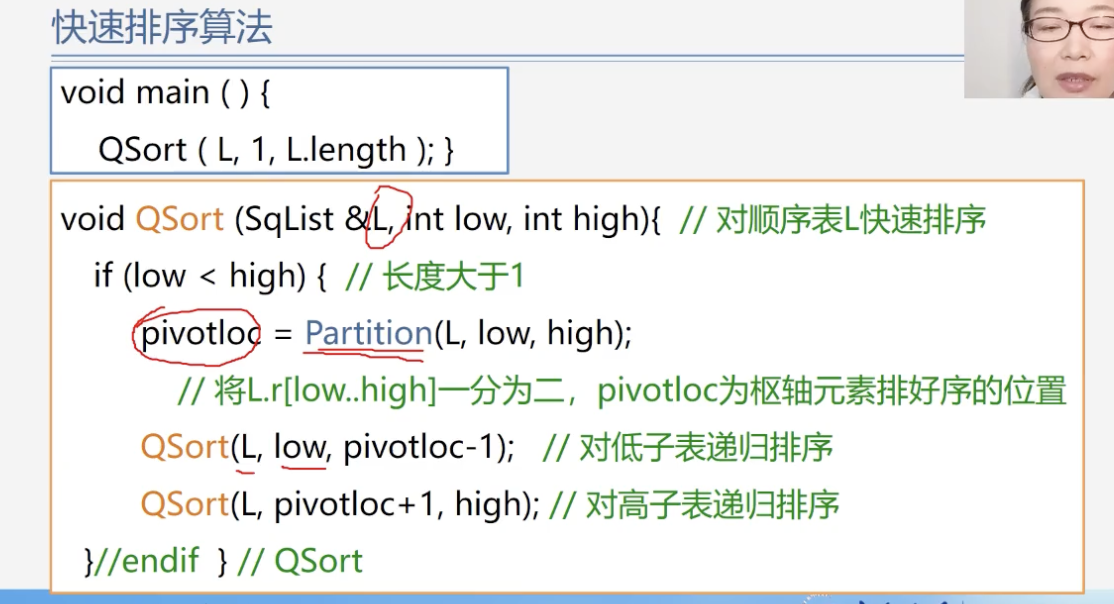 快速排序算法
void main ( ) {
QSort ( L, 1, L.length ); }
void QSort (SqList &L, int low, int high){ // 对顺序表L快速排序
if (low < high) { // 长度大于1
pivotloc = Partition(L, low, high);
// 将L.r[low..high]一分为二，pivotloc为枢轴元素排好序的位置
QSort(L, low, pivotloc-1); // 对低子表递归排序
QSort(L, pivotloc+1, high); // 对高子表递归排序
}//endif } // QSort